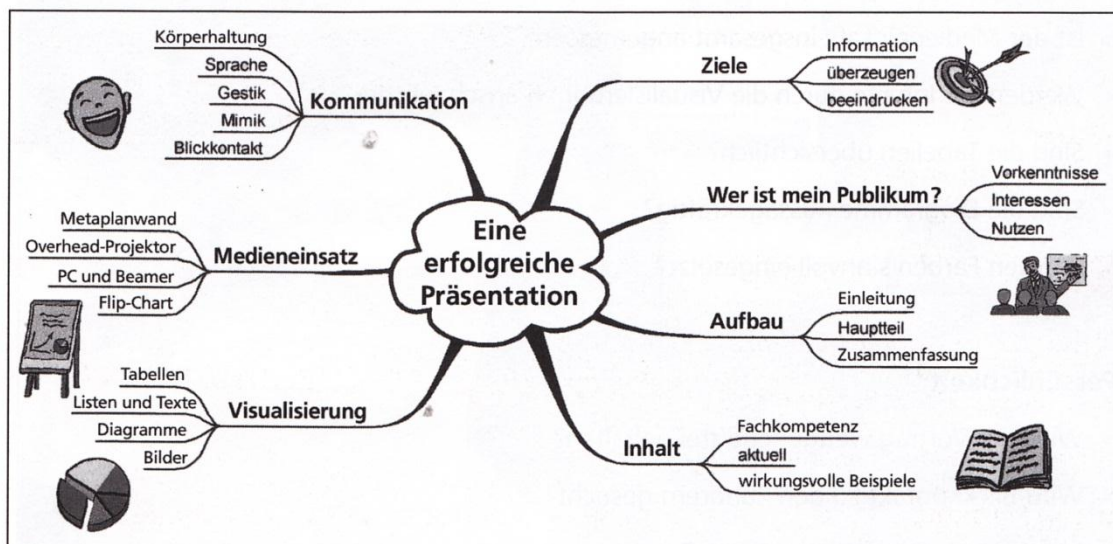 Eine
erfolgreiche
Präsentation
Kommunikation
Körperhaltung
Sprache
Gestik
Mimik
Blickkontakt
Medieneinsatz
Metaplanwand
Overhead-Projektor
PC und Beamer
Flip-Chart
Visualisierung
Tabellen
Listen und Texte
Diagramme
Bilder
Ziele
Information
überzeugen
beeindrucken
Wer ist mein Publikum?
Vorkenntnisse
Interessen
Nutzen
Aufbau
Einleitung
Hauptteil
Zusammenfassung
Inhalt
Fachkompetenz
aktuell
wirkungsvolle Beispiele